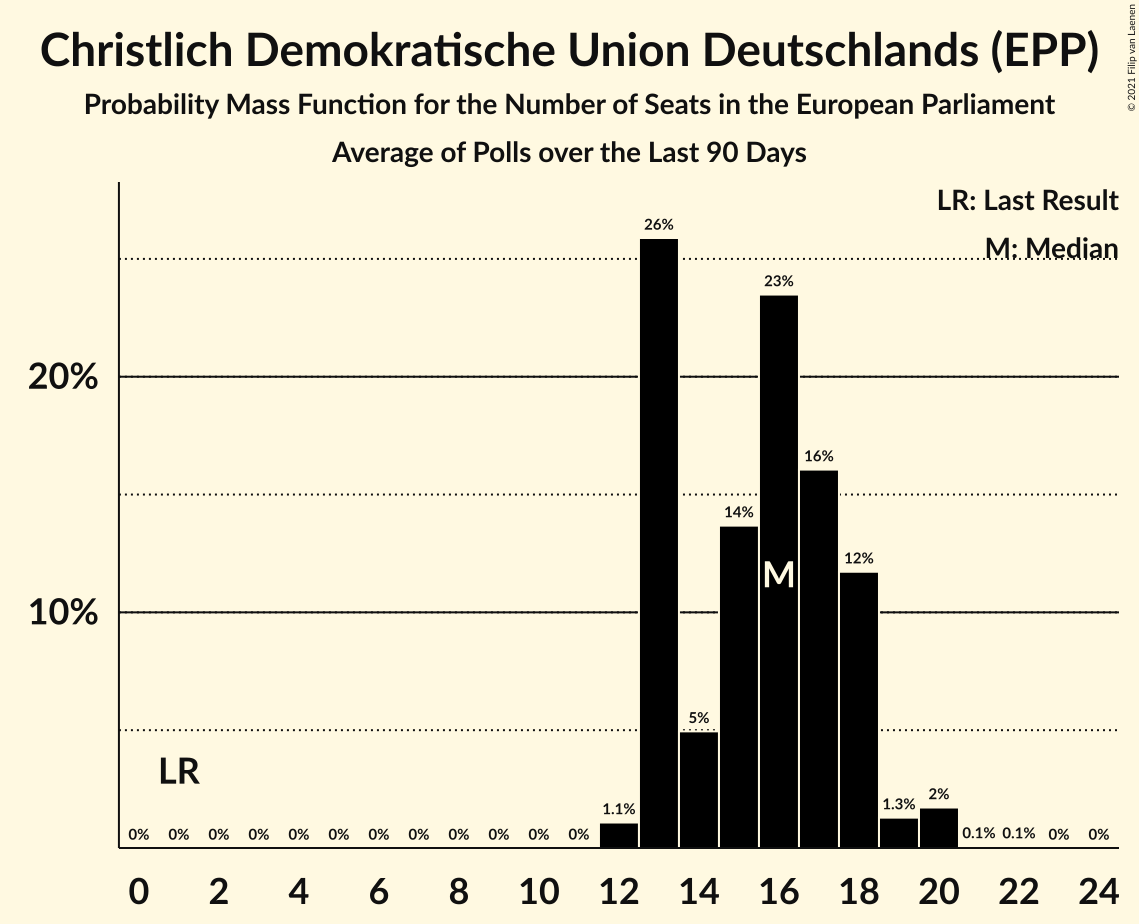 Christlich Demokratische Union Deutschlands (EPP)
Probability Mass Function for the Number of Seats in the European Parliament
Average of Polls over the Last 90 Days
© 2021 Filip van Laenen
LR: Last Result
M: Median
26%
23%
20%
16%
14%
12%
M
10%
5%
LR
0% 0% 0% 0% 0% 0% 0% 0% 0% 0% 0% 0% 1.1% 1.3% 2% 0.1% 0.1% 0% 0%
0 2 4 6 8 10 12 14 16 18 20 22 24